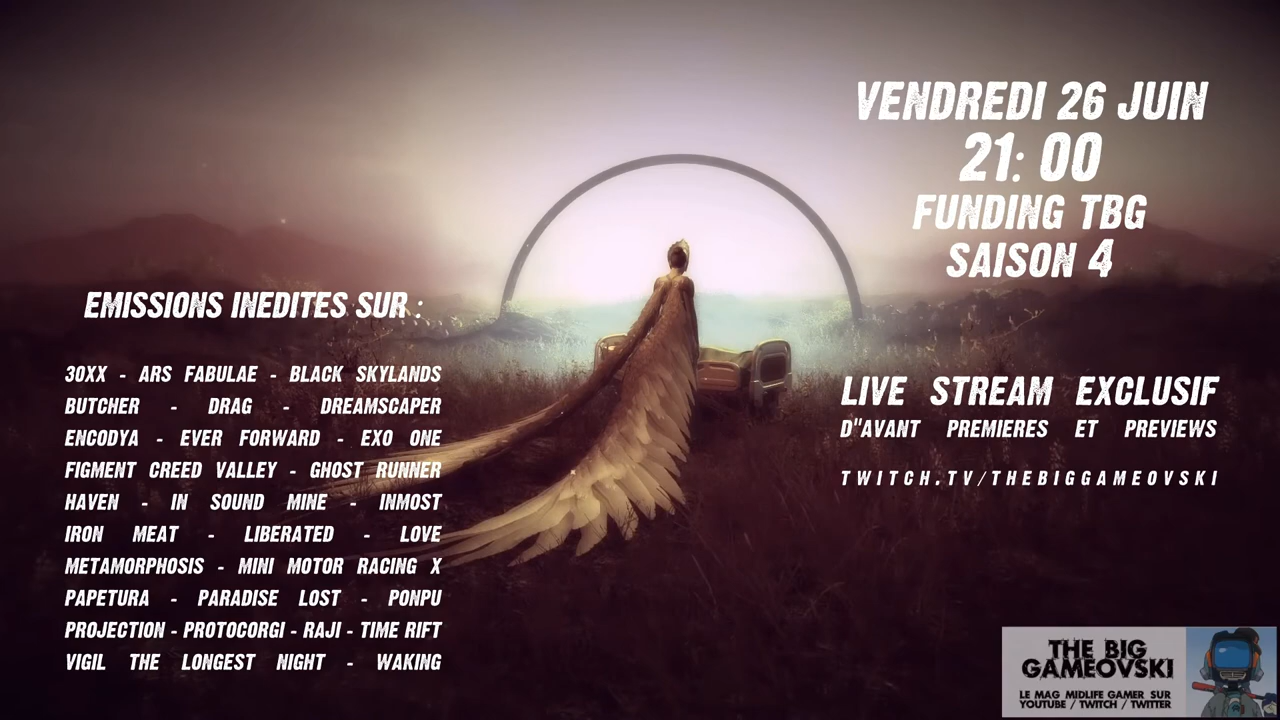 VENDREDI 26 JUIN
21: 00
FUNDING TBG
SAISON 4
EMISSIONS INEDITES SUR :
30XX - ARS FABULAE - BLACK SKYLANDS
BUTCHER - DRAG - DREAMSCAPER
ENCODYA - EVER FORWARD - EXO ONE
FIGMENT CREED VALLEY - GHOST RUNNER
HAVEN - IN SOUND MINE - INMOST
IRON MEAT - LIBERATED - LOVE
METAMORPHOSIS - MINI MOTOR RACING X
PAPETURA - PARADISE LOST - PONPU
PROJECTION - PROTOCORGI - RAJI - TIME RIFT
VIGIL THE LONGEST NIGHT - WAKING
LIVE STREAM EXCLUSIF
D"AVANT PREMIERES ET PREVIEWS
TWITCH.TV/THEBIGGAMEOVSKI
THE BIG
GAMEOVSKI
LE MAG MIDLIFE GAMER SUR
YOUTUBE / TWITCH / TWITTER